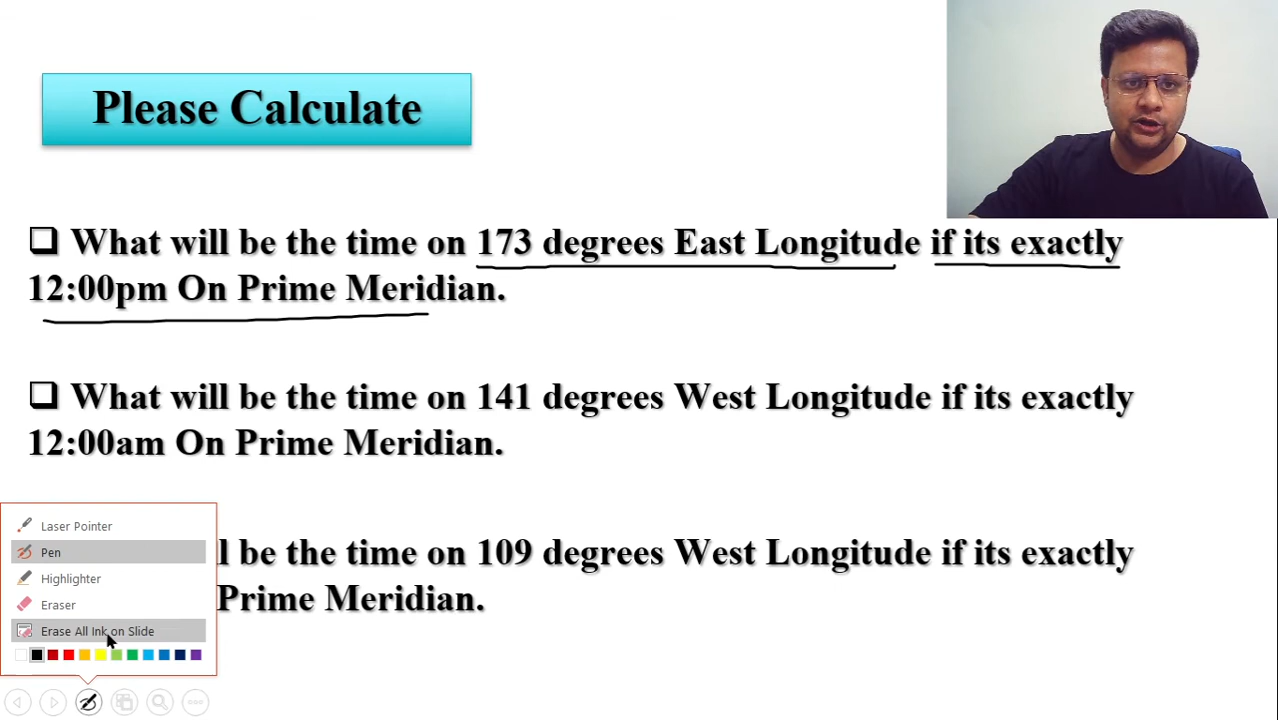 Please Calculate
❑ What will be the time on 173 degrees East Longitude if its exactly
12:00pm On Prime Meridian.
❑ What will be the time on 141 degrees West Longitude if its exactly
12:00am On Prime Meridian.
l be the time on 109 degrees West Longitude if its exactly
Prime Meridian.
Laser Pointer
Pen
Highlighter
Eraser
Erase All Ink on Slide